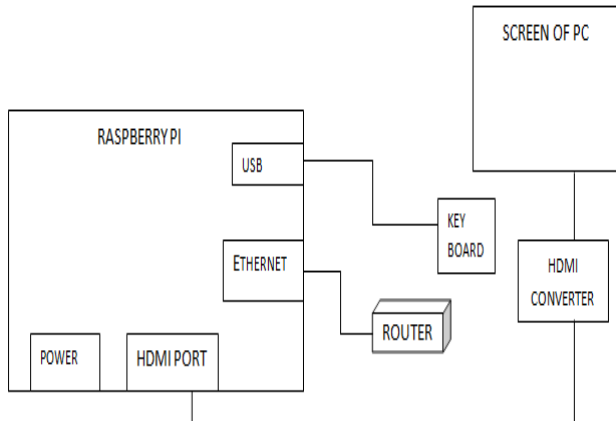 SCREEN OF PC
RASPBERRY PI
USB
KEY
BOARD
ETHERNET
HDMI
CONVERTER
ROUTER
POWER
HDMI PORT